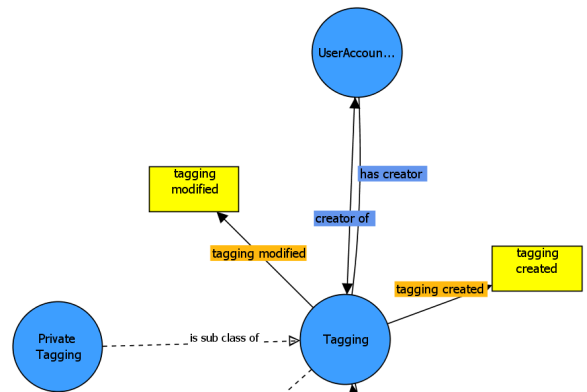 UserAccoun...
tagging
modified
has creator
creator of
tagging modified
tagging
created
tagging created
Private
Tagging
is sub class of
Tagging